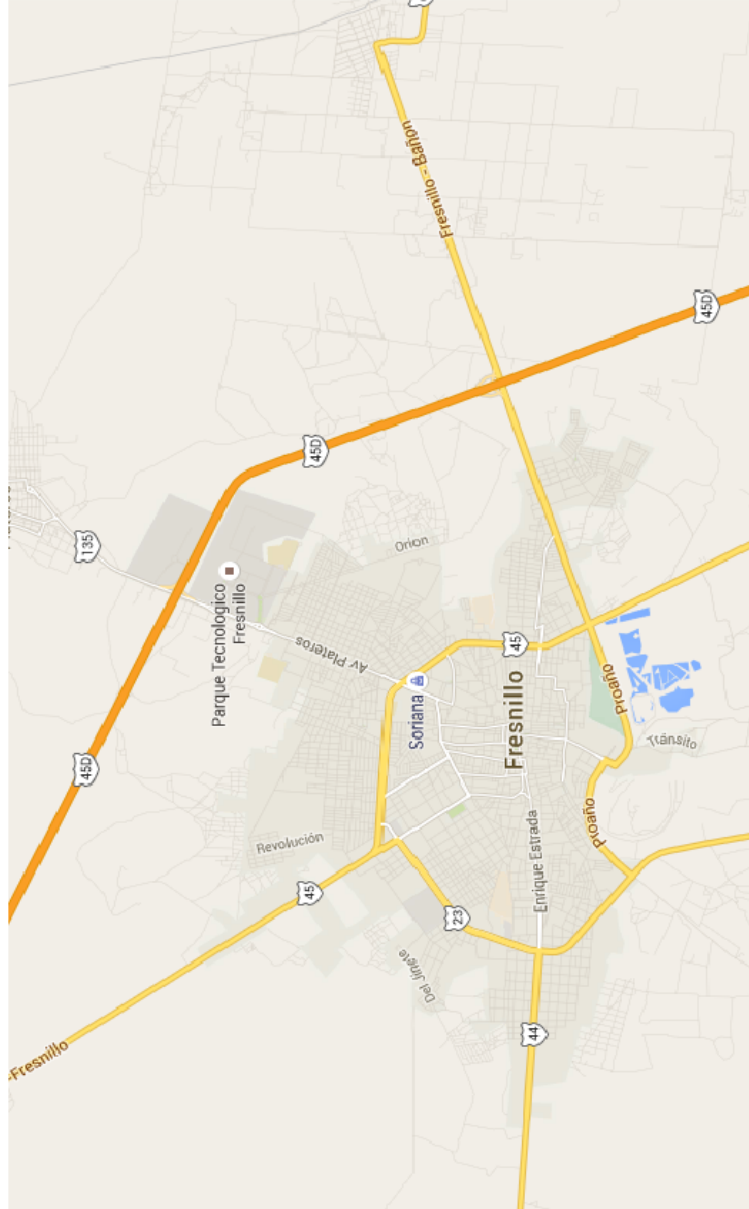 -Fresnillo
45D
135
Parque Tecnologico
Fresnillo
Revolución
45
45D
Av Plateros
Orion
Del Jinete
Soriana
Fresnillo - Bañon
23
Fresnillo
45
44
Enrique Estrada
Proaño
Proaño
Tránsito
45D